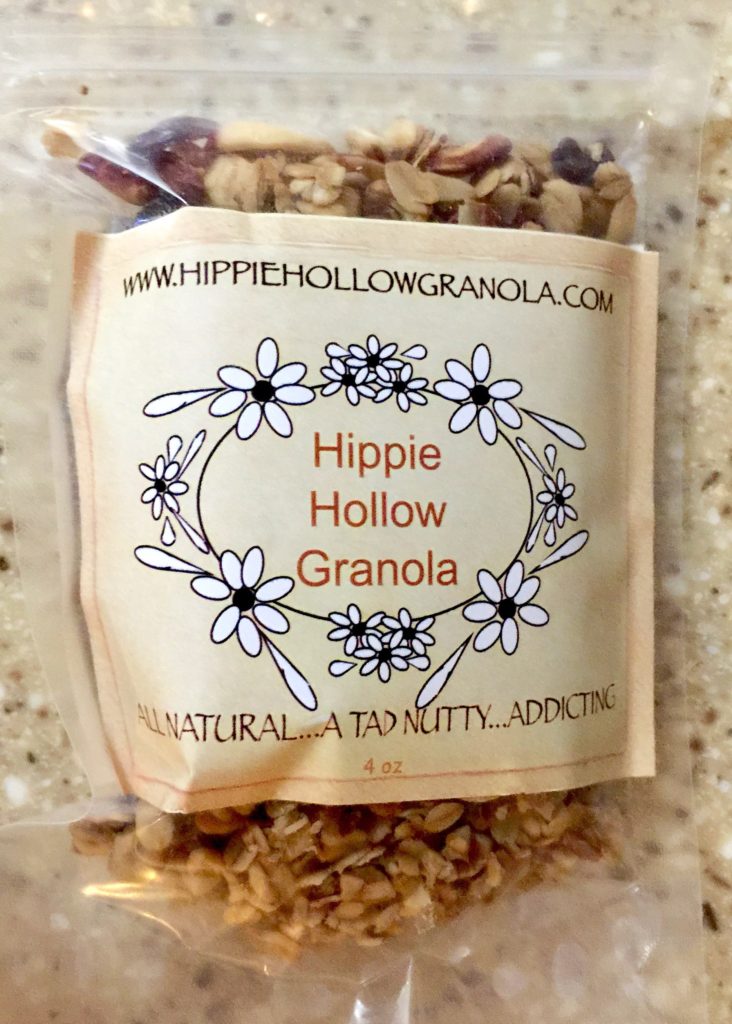 WWW.HIPPIEHOLLOWGRANOLA.COM
Hippie
Hollow
Granola
ALL NATURAL...A TAD NUTTY...ADDICTING
4 oz